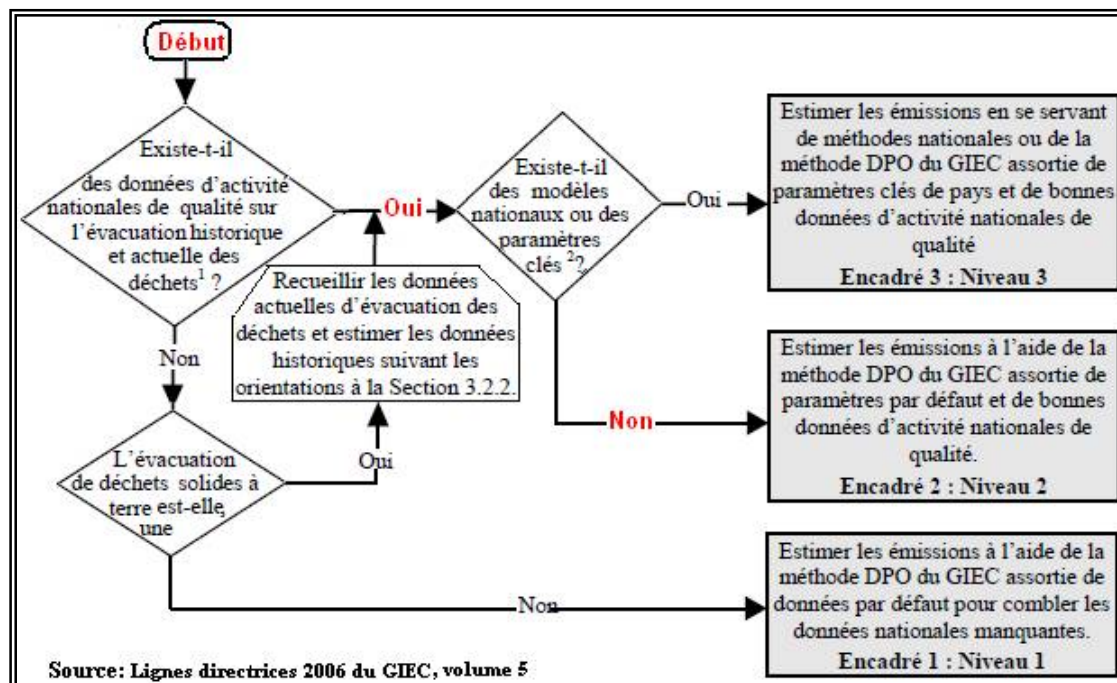 Début
Existe-t-il
des données d'activité
nationales de qualité sur
l'évacuation historique
et actuelle des
déchets1 ?
Oui
Existe-t-il
des modèles
nationaux ou des
paramètres
clés 2?
Oui
Estimer les émissions en se servant
de méthodes nationales ou de la
méthode DPO du GIEC assortie de
paramètres clés de pays et de bonnes
données d'activité nationales de
qualité
Encadré 3 : Niveau 3
Recueillir les données
actuelles d'évacuation des
déchets et estimer les données
historiques suivant les
orientations à la Section 3.2.2.
Non
Non
Estimer les émissions à l'aide de la
méthode DPO du GIEC assortie de
paramètres par défaut et de bonnes
données d'activité nationales de
qualité.
Encadré 2 : Niveau 2
L'évacuation
de déchets solides à
terre est-elle,
une
Oui
Non
Estimer les émissions à l'aide de la
méthode DPO du GIEC assortie de
données par défaut pour combler les
données nationales manquantes.
Encadré 1 : Niveau 1
Source: Lignes directrices 2006 du GIEC, volume 5